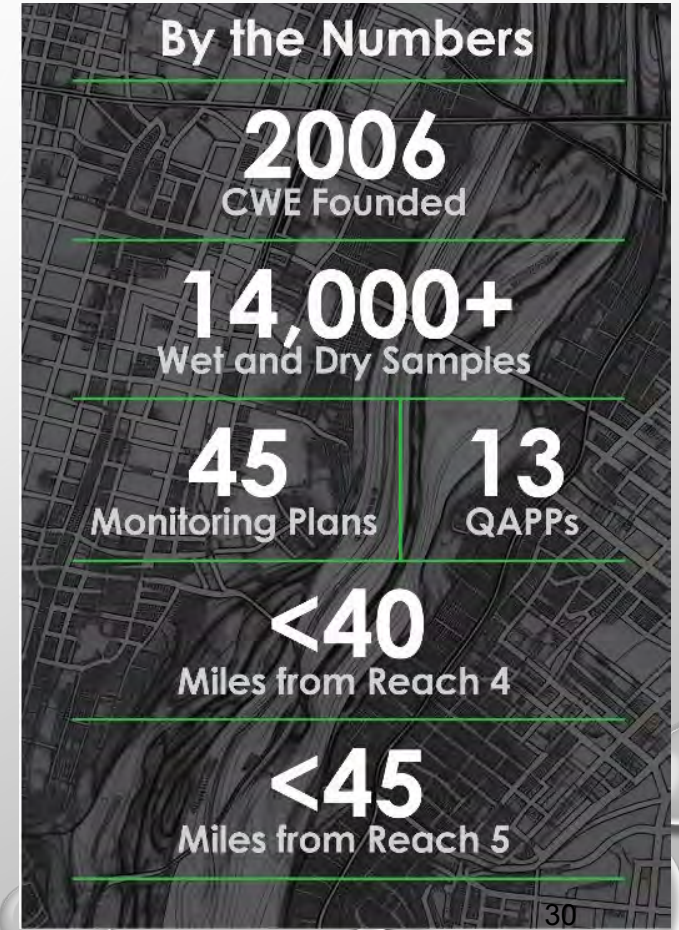 By the Numbers
2006
CWE Founded
14,000+
Wet and Dry Samples
45
Monitoring Plans
13
QAPPs
<40
Miles from Reach 4
<45
Miles from Reach 5
30